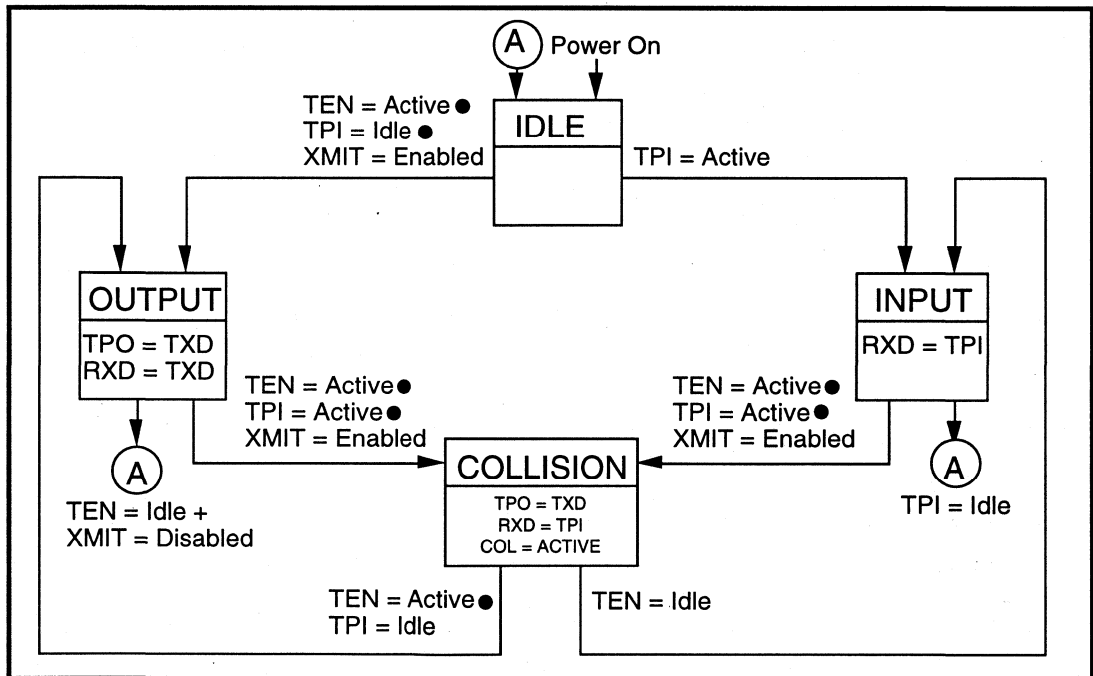 A Power On
TEN = Active ●
TPI = Idle ●
XMIT = Enabled
IDLE
TPI = Active
OUTPUT
TPO = TXD
RXD = TXD
INPUT
RXD = TPI
TEN = Active ●
TPI = Active ●
XMIT = Enabled
TEN = Active ●
TPI = Active ●
XMIT = Enabled
A
TEN = Idle +
XMIT = Disabled
COLLISION
TPO = TXD
RXD = TPI
COL = ACTIVE
A
TPI = Idle
TEN = Active ●
TPI = Idle
TEN = Idle